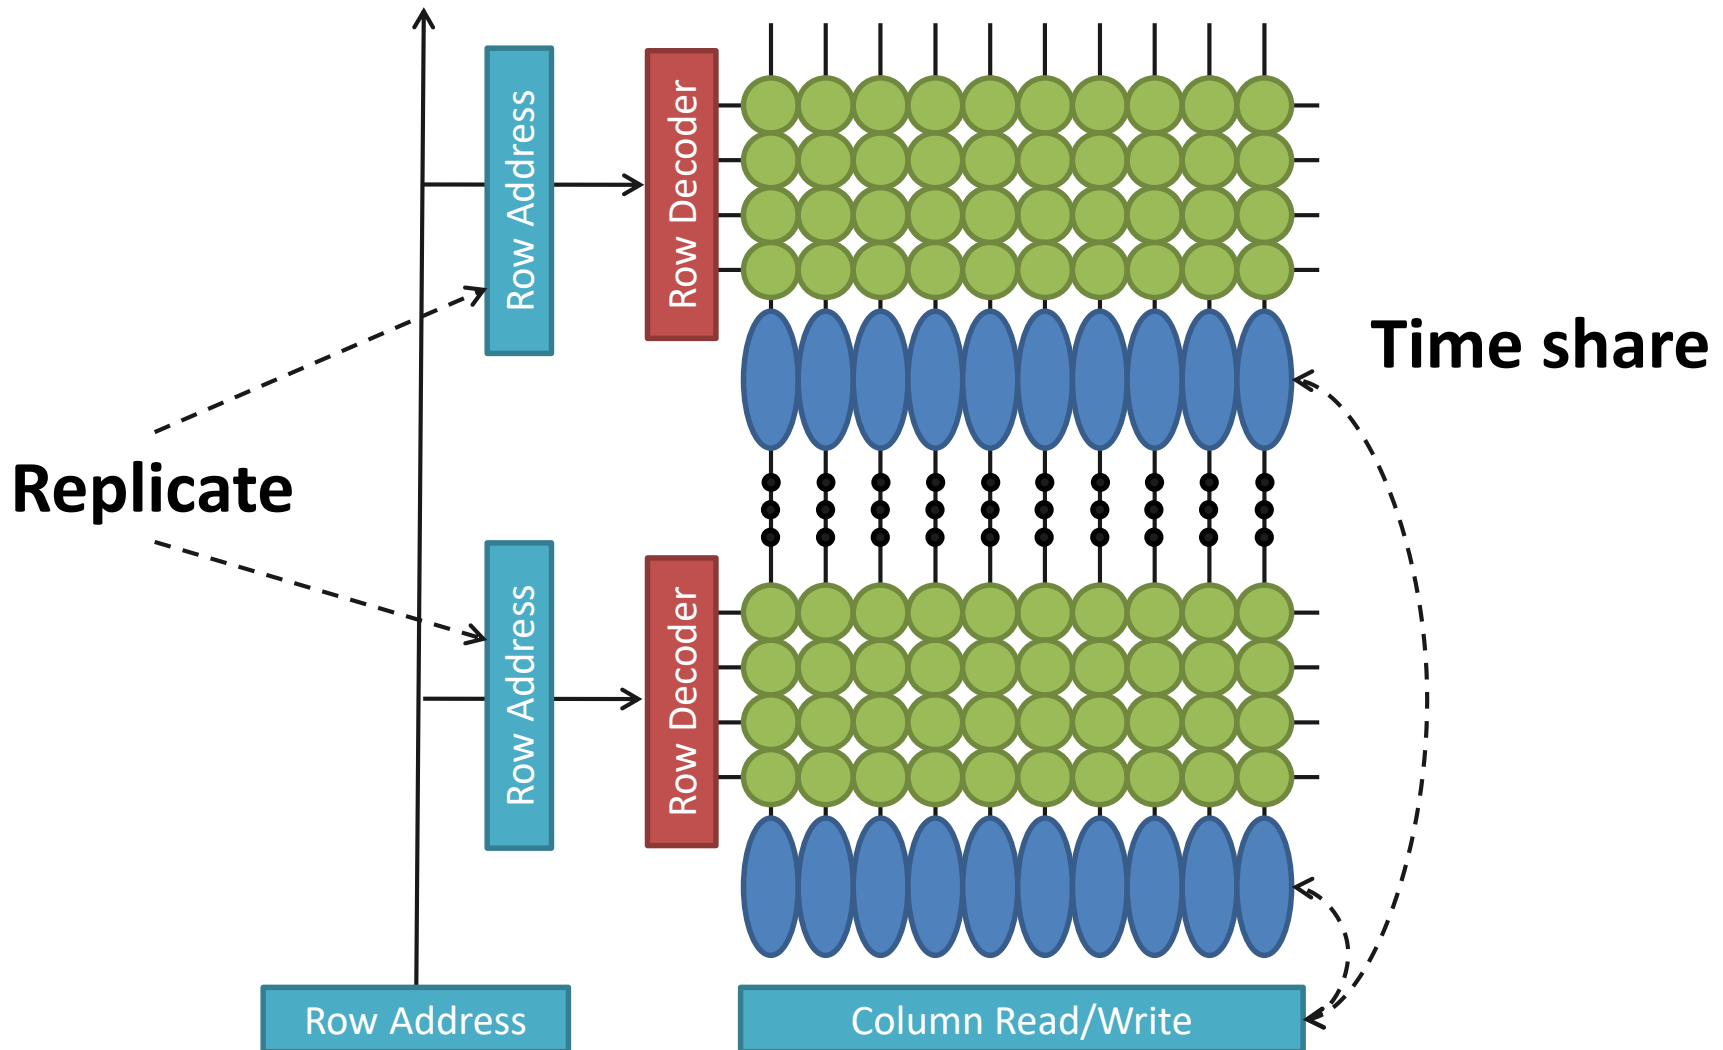 Row Address
Row Decoder
Time share
Replicate
Row Address
Row Decoder
Row Address
Column Read/Write